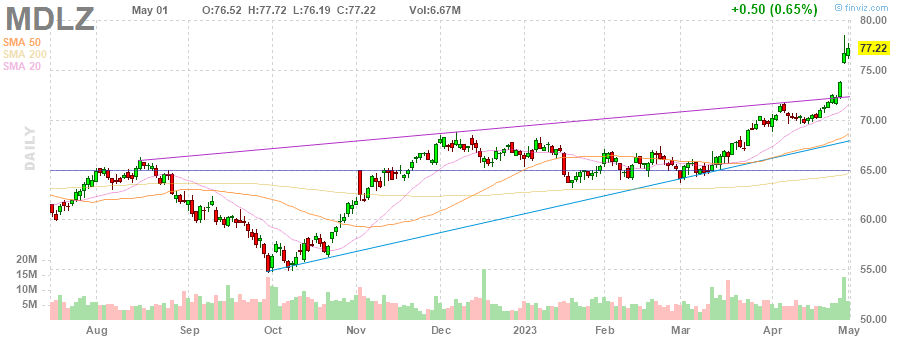 MDLZ May 01 O:76.52 H:77.72 L:76.19 C:77.22 Vol:6.67M +0.50 (0.65%) © finviz.com
80.00
SMA 50
SMA 200
SMA 20
77.22
75.00
70.00
DAILY
65.00
60.00
20M
15M
55.00
10M
5M
50.00
Aug Sep Oct Nov Dec 2023 Feb Mar Apr May